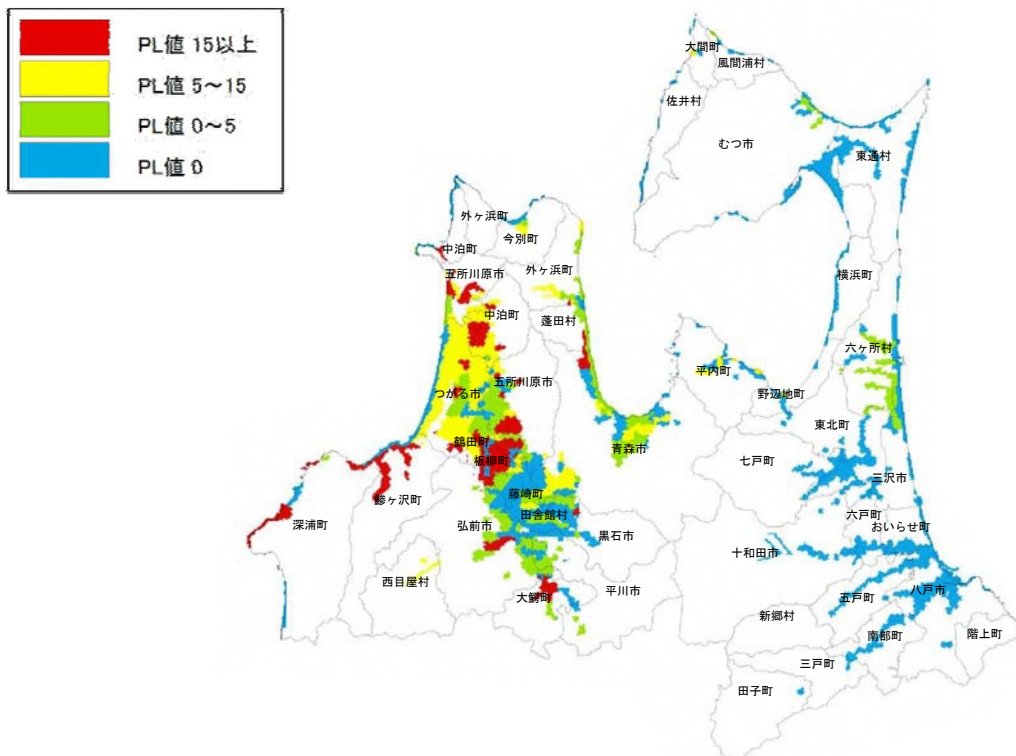 PL値 15以上
PL値 5～15
PL値 0～5
PL値 0
大間町
風間浦村
佐井村
むつ市
東通村
外ヶ浜町
今別町
中泊町
外ヶ浜町
五所川原市
横浜町
中泊町
蓬田村
六ヶ所村
平内町
五所川原市
つがる市
野辺地町
東北町
鶴田町
青森市
板柳町
七戸町
三沢市
藤崎町
鰺ヶ沢町
田舎館村
六戸町
深浦町
弘前市
おいらせ町
黒石市
十和田市
西目屋村
平川市
八戸市
大鰐町
五戸町
新郷村
南部町
階上町
三戸町
田子町